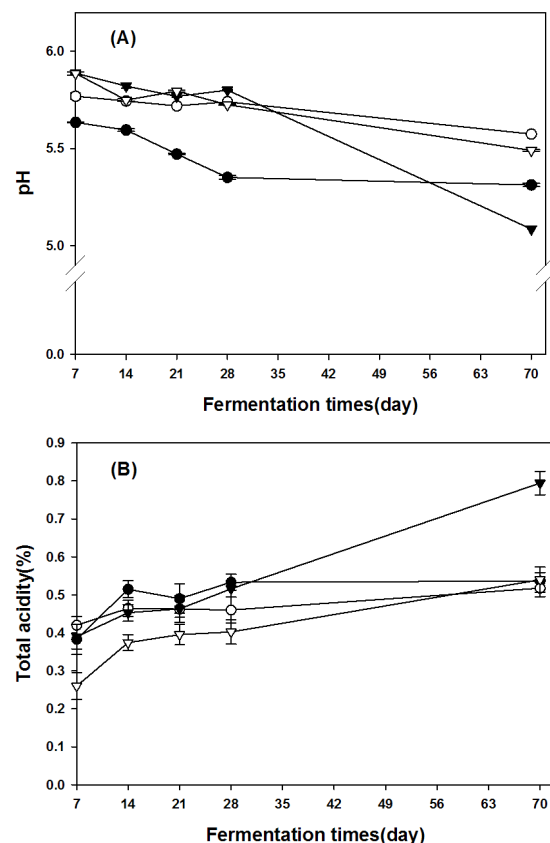 (A)
6.0
5.5
5.0
0.0
pH
7 14 21 28 35 42 49 56 63 70
Fermentation times(day)
(B)
0.9
0.8
0.7
0.6
0.5
0.4
0.3
0.2
0.1
0.0
Total acidity(%)
7 14 21 28 35 42 49 56 63 70
Fermentation times(day)